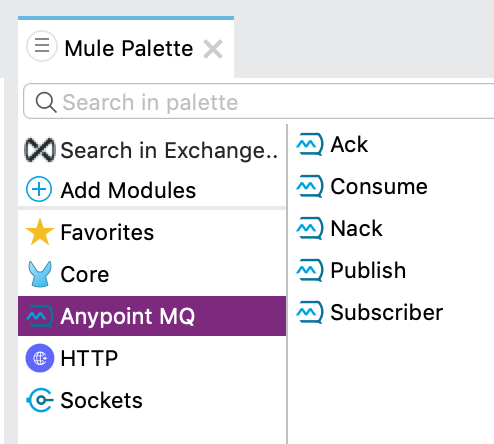 Mule Palette
Search in palette
Search in Exchange..
Add Modules
Favorites
Core
Anypoint MQ
HTTP
Sockets
Ack
Consume
Nack
Publish
Subscriber